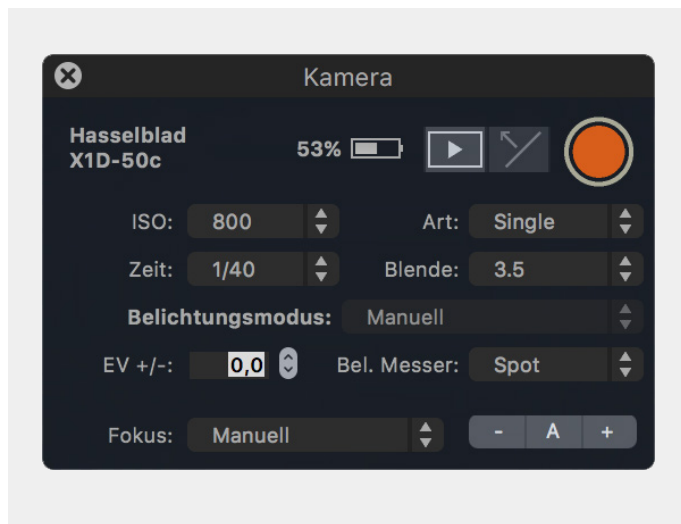 Kamera
Hasselblad
X1D-50c
53%
ISO: 800 Art: Single
Zeit: 1/40 Blende: 3.5
Belichtungsmodus: Manuell
EV +/-: 0,0 Bel. Messer: Spot
Fokus: Manuell - A +